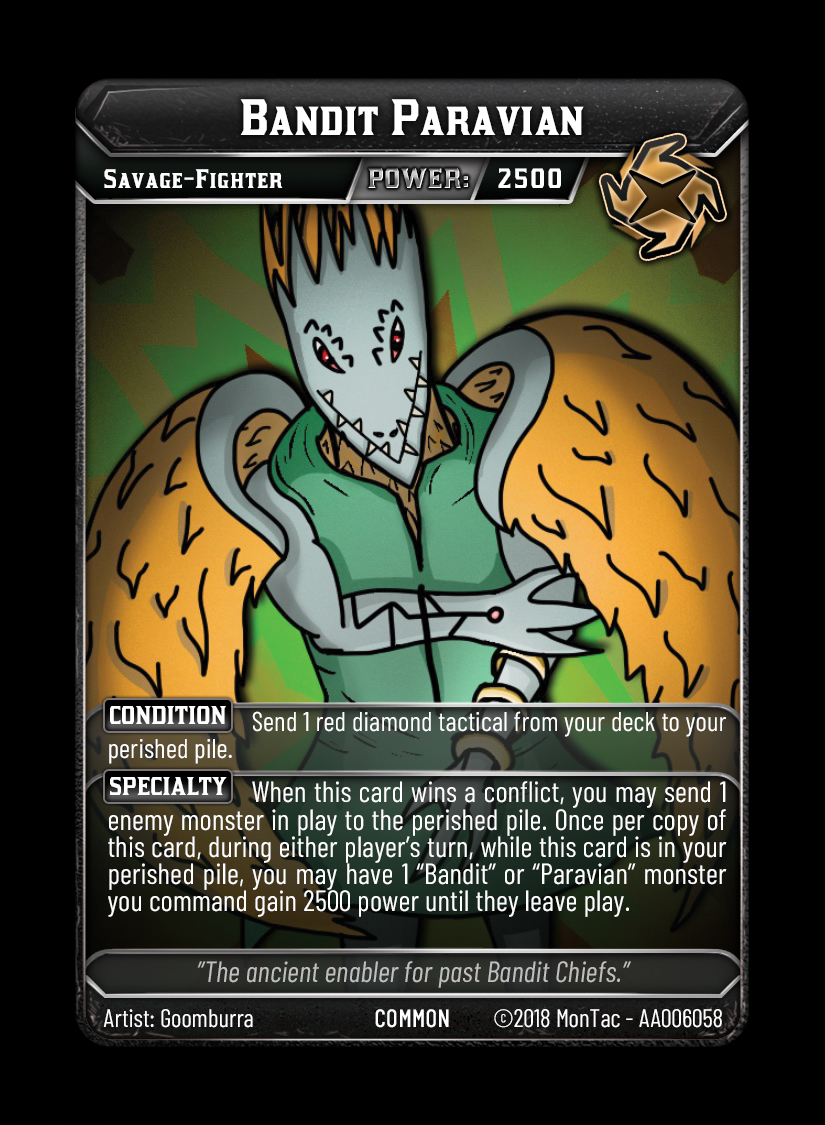 Bandit Paravian
Savage-Fighter POWER: 2500
CONDITION Send 1 red diamond tactical from your deck to your
perished pile.
SPECIALTY When this card wins a conflict, you may send 1
enemy monster in play to the perished pile. Once per copy of
this card, during either player's turn, while this card is in your
perished pile, you may have 1 "Bandit" or "Paravian" monster
you command gain 2500 power until they leave play.
"The ancient enabler for past Bandit Chiefs."
Artist: Goomburra COMMON ©2018 MonTac - AA006058